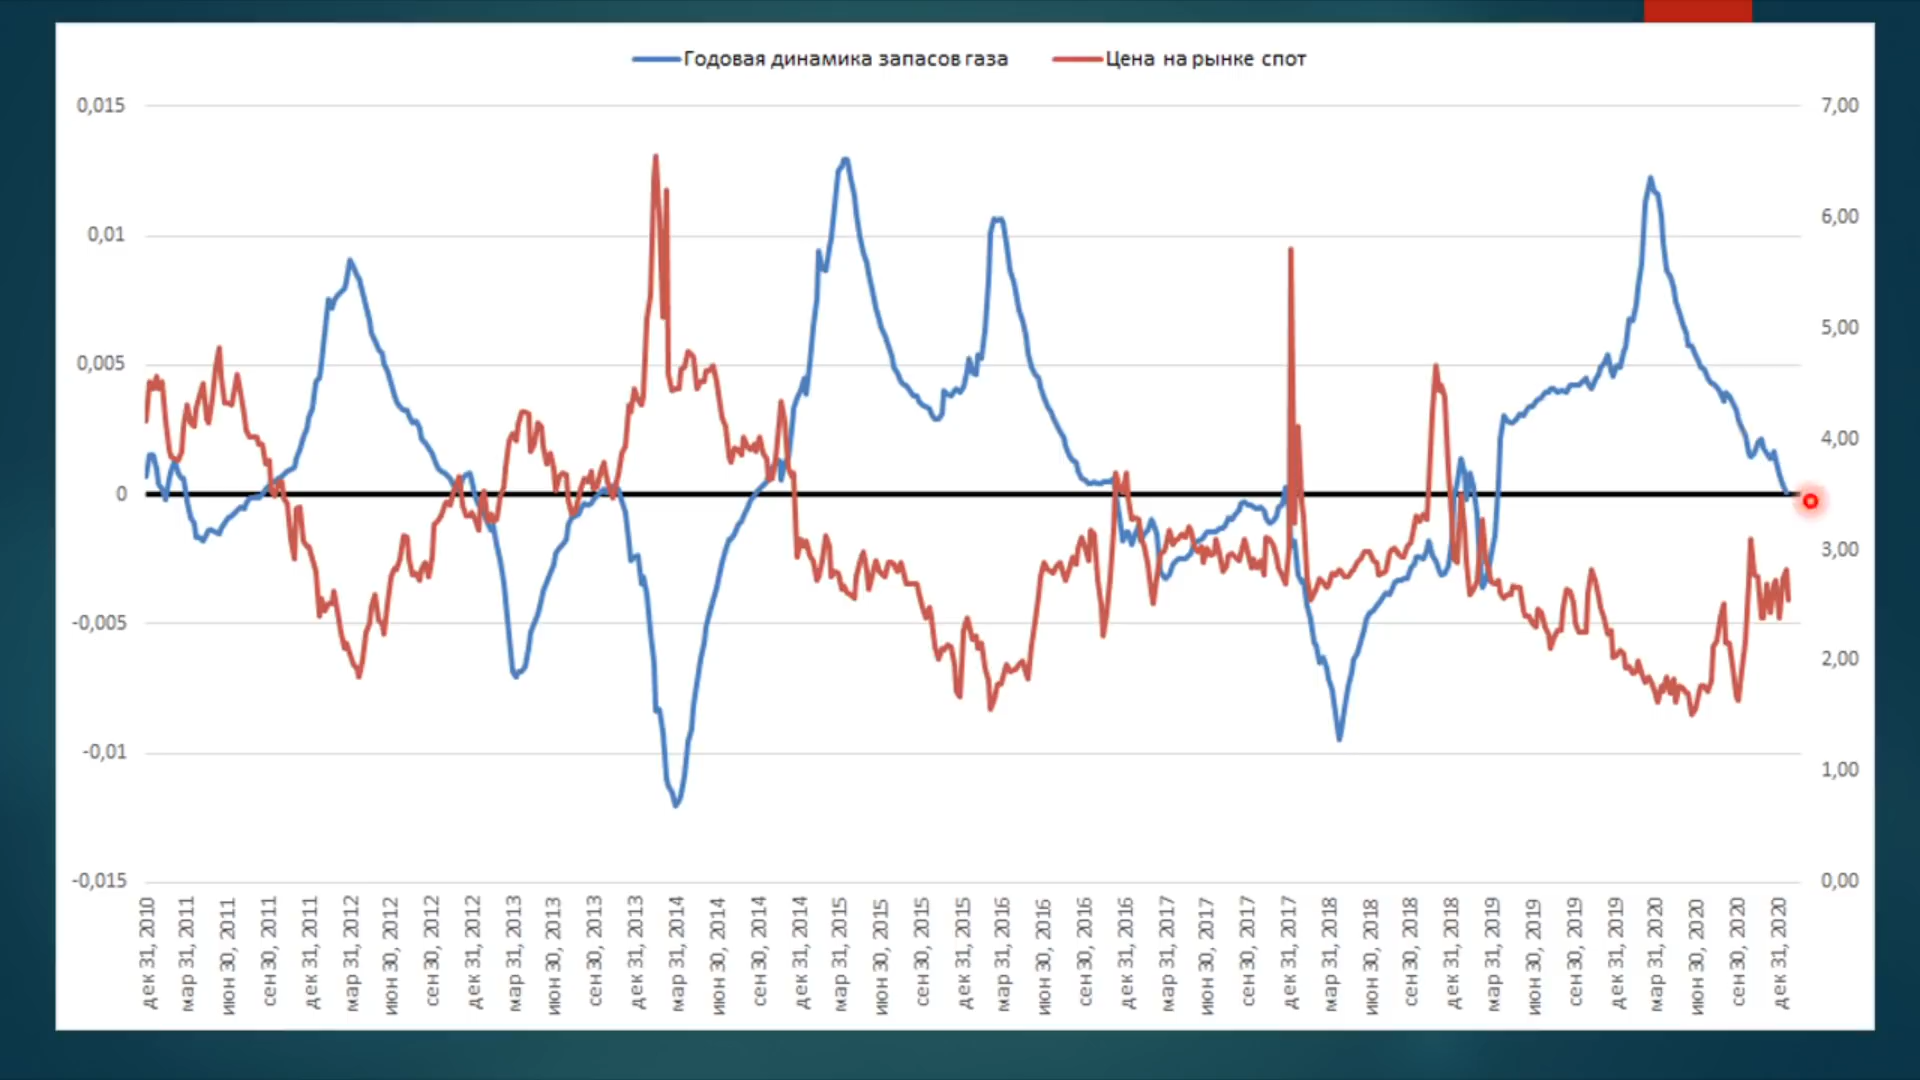 Годовая динамика запасов газа
Цена на рынке спот
0,015
0,01
0,005
0
-0,005
-0,01
-0,015
7,00
6,00
5,00
4,00
3,00
2,00
1,00
0,00
дек 31, 2010
мар 31, 2011
июн 30, 2011
сен 30, 2011
дек 31, 2011
мар 31, 2012
июн 30, 2012
сен 30, 2012
дек 31, 2012
мар 31, 2013
июн 30, 2013
сен 30, 2013
дек 31, 2013
мар 31, 2014
июн 30, 2014
сен 30, 2014
дек 31, 2014
мар 31, 2015
июн 30, 2015
сен 30, 2015
дек 31, 2015
мар 31, 2016
июн 30, 2016
сен 30, 2016
дек 31, 2016
мар 31, 2017
июн 30, 2017
сен 30, 2017
дек 31, 2017
мар 31, 2018
июн 30, 2018
сен 30, 2018
дек 31, 2018
мар 31, 2019
июн 30, 2019
сен 30, 2019
дек 31, 2019
мар 31, 2020
июн 30, 2020
сен 30, 2020
дек 31, 2020